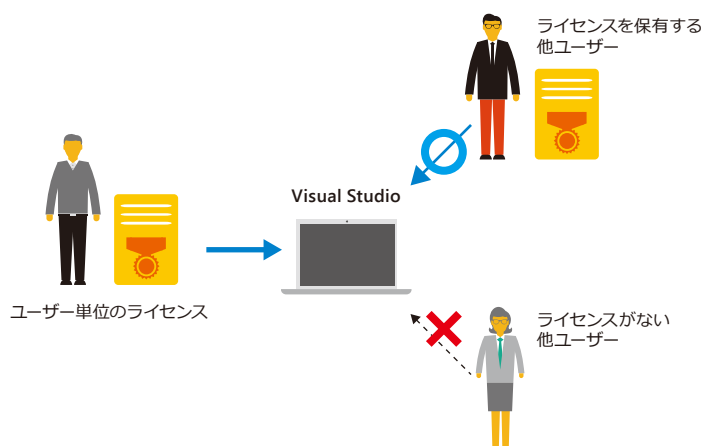 ライセンスを保有する
他ユーザー
Visual Studio
ユーザー単位のライセンス
ライセンスがない
他ユーザー